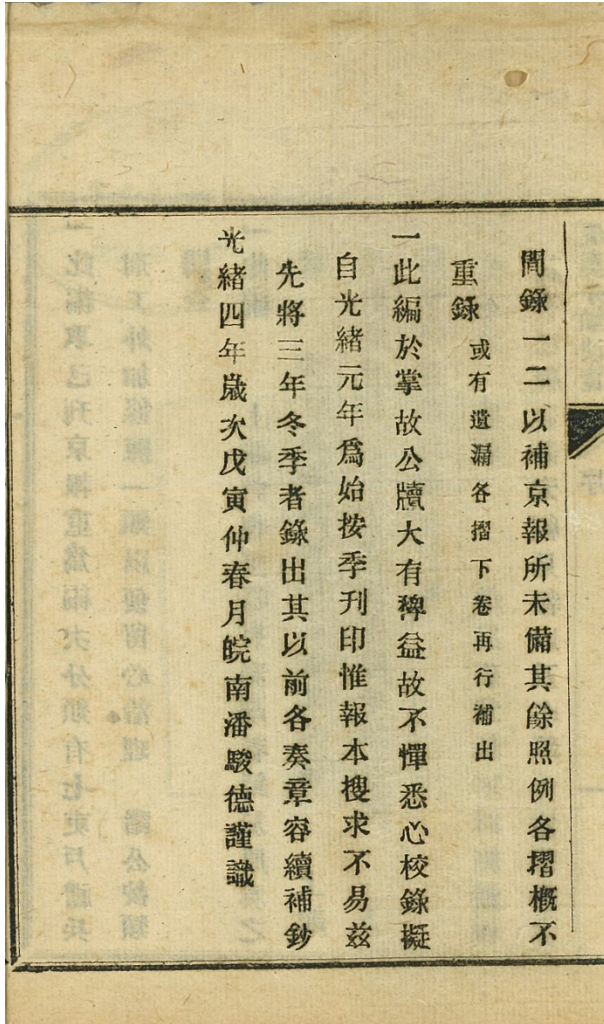 間錄一二以補京報所未備其餘照例各摺概不
重錄或有遺漏各摺下卷再行補出
一此編於掌故公牘大有稗益故不憚悉心校錄擬
自光緒元年爲始按季刊印惟報本搜求不易茲
先將三年冬季者錄出其以前各奏章容續補鈔
光緒四年歲次戊寅仲春月皖南潘駿德謹識